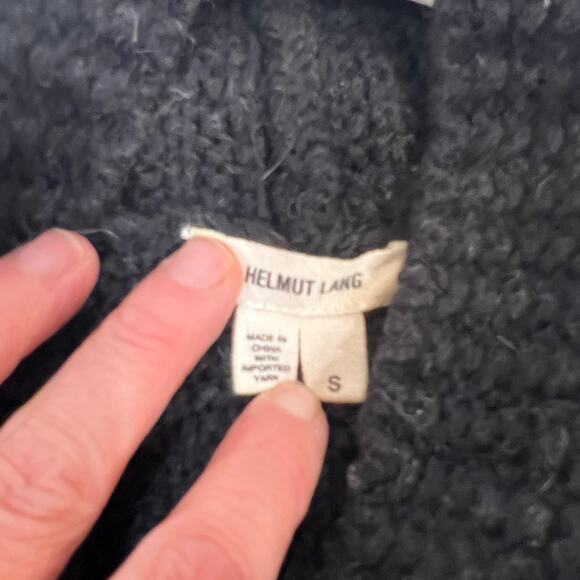 HELMUT LANG
MADE IN
CHINA
WITH
IMPORTED
YARN
S